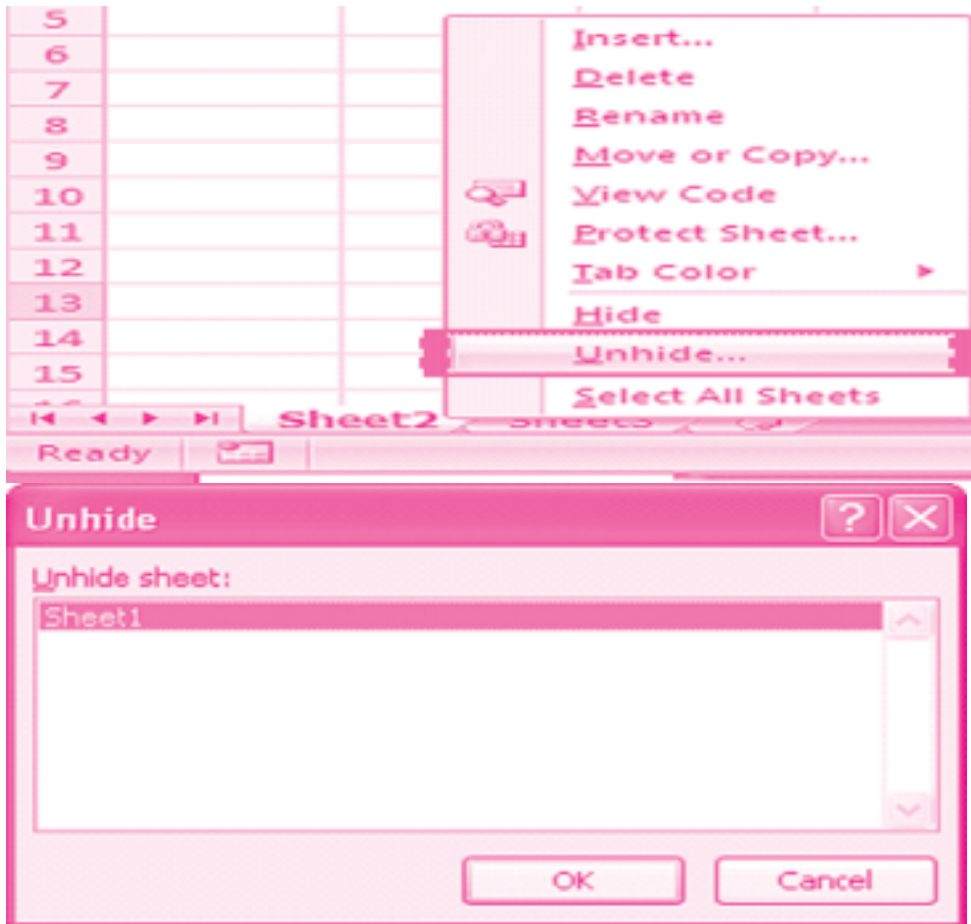 5
6
7
8
9
10
11
12
13
14
15
Insert...
Delete
Rename
Move or Copy...
View Code
Protect Sheet...
Tab Color
Hide
Unhide...
Select All Sheets
Sheet2
Ready
Unhide
Unhide sheet:
Sheet1
OK
Cancel